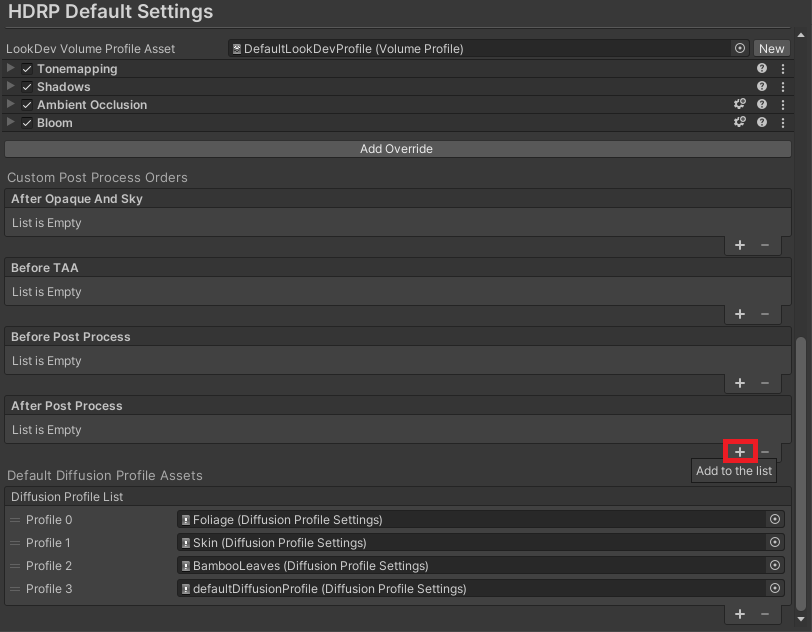 HDRP Default Settings
LookDev Volume Profile Asset DefaultLookDevProfile (Volume Profile) New
Tonemapping
Shadows
Ambient Occlusion
Bloom
Add Override
Custom Post Process Orders
After Opaque And Sky
List is Empty
+ −
Before TAA
List is Empty
+ −
Before Post Process
List is Empty
+ −
After Post Process
List is Empty
+ −
Add to the list
Default Diffusion Profile Assets
Diffusion Profile List
Profile 0 Foliage (Diffusion Profile Settings)
Profile 1 Skin (Diffusion Profile Settings)
Profile 2 BambooLeaves (Diffusion Profile Settings)
Profile 3 defaultDiffusionProfile (Diffusion Profile Settings)
+ −